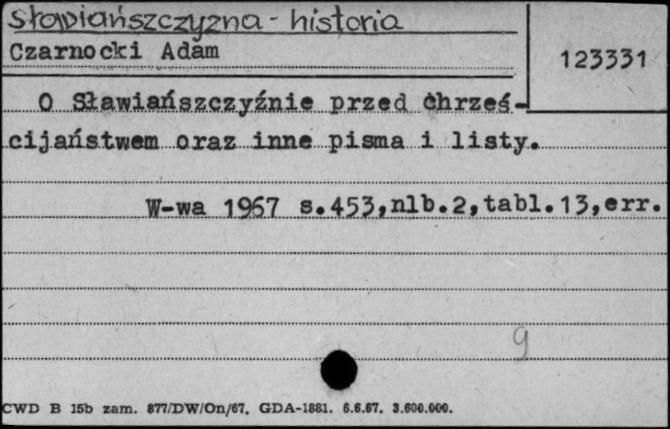 Słowiańszczyzna - historia
Czarnocki Adam
123331
O Sławiańszczyźnie przed chrześ-
cijaństwem oraz inne pisma i listy.
W-wa 1967 s.453,nlb.2,tabl.13,err.
9
CWD B 15b zam. 877/DW/On/67. GDA-1881. 6.6.67. 3.600.000.